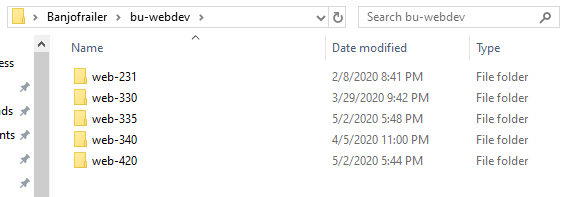 Banjofrailer > bu-webdev >
Search bu-webdev
Name Date modified Type
ess
web-231 2/8/2020 8:41 PM File folder
web-330 3/29/2020 9:42 PM File folder
ads
web-335 5/2/2020 5:48 PM File folder
nts
web-340 4/5/2020 11:00 PM File folder
web-420 5/2/2020 5:44 PM File folder